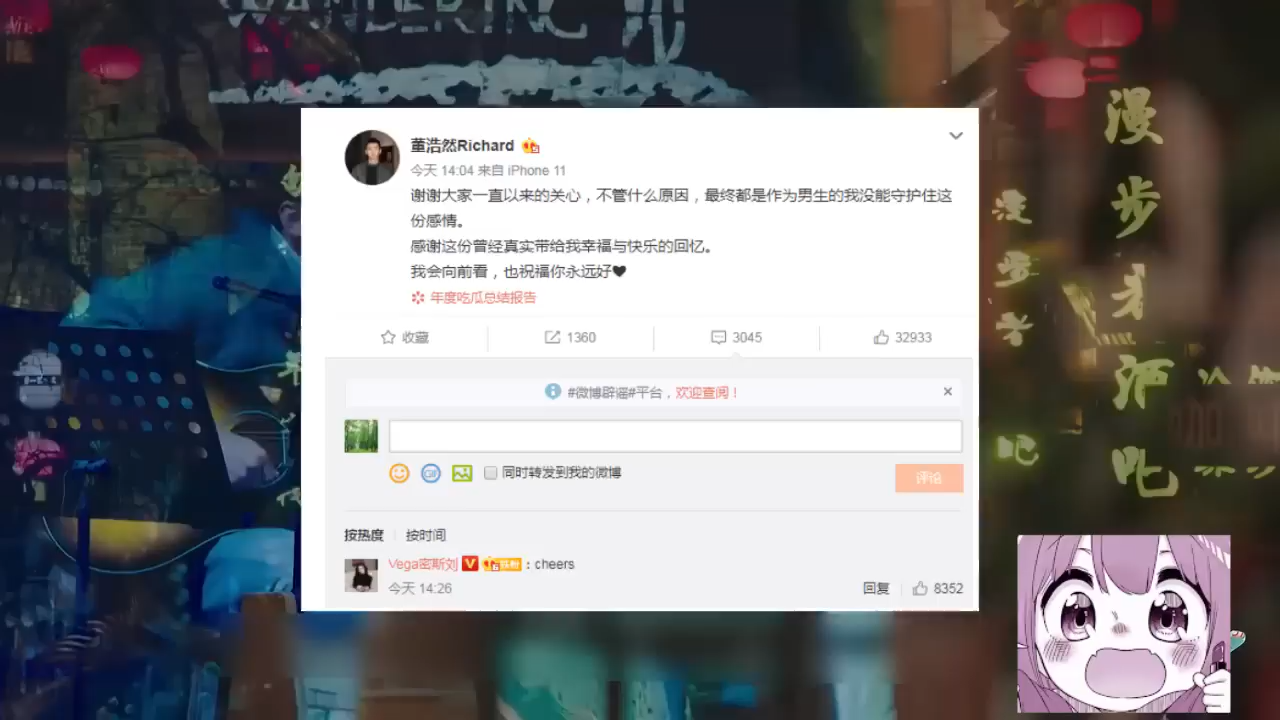 WANDERING
漫
步
者
酒
吧
漫
步
者
吧
董浩然Richard
今天 14:04 来自 iPhone 11
谢谢大家一直以来的关心，不管什么原因，最终都是作为男生的我没能守护住这
份感情。
感谢这份曾经真实带给我幸福与快乐的回忆。
我会向前看，也祝福你永远好♥
年度吃瓜总结报告
收藏
1360
3045
32933
#微博辟谣#平台，欢迎查阅！
同时转发到我的微博
评论
按热度
按时间
Vega密斯刘 V 铁粉：cheers
今天 14:26
回复
8352